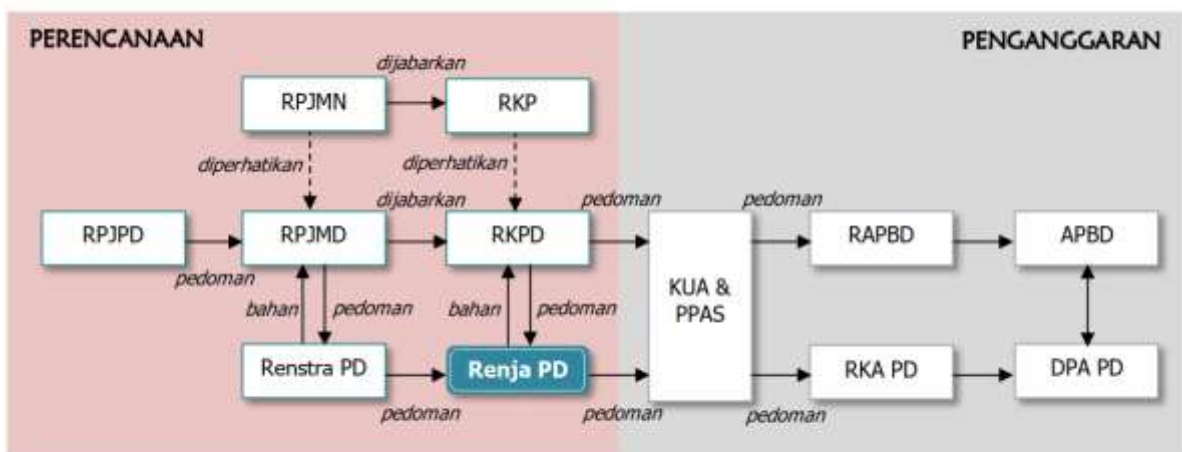 PERENCANAAN
PENGANGGARAN
dijabarkan
RPJMN
RKP
diperhatikan
diperhatikan
dijabarkan
pedoman
pedoman
RPJPD
RPJMD
RKPD
RAPBD
APBD
pedoman
KUA &
PPAS
bahan
pedoman
bahan
pedoman
Renstra PD
Renja PD
RKA PD
DPA PD
pedoman
pedoman
pedoman